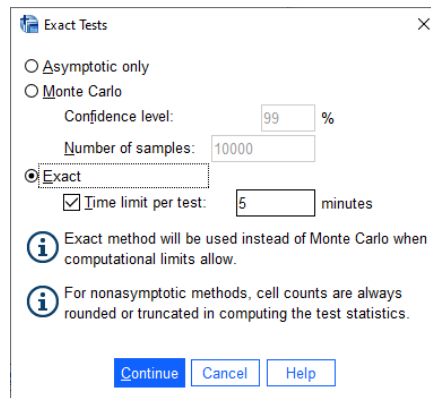 Exact Tests
Asymptotic only
Monte Carlo
Confidence level: 99 %
Number of samples: 10000
Exact
Time limit per test: 5 minutes
Exact method will be used instead of Monte Carlo when
computational limits allow.
For nonasymptotic methods, cell counts are always
rounded or truncated in computing the test statistics.
Continue Cancel Help